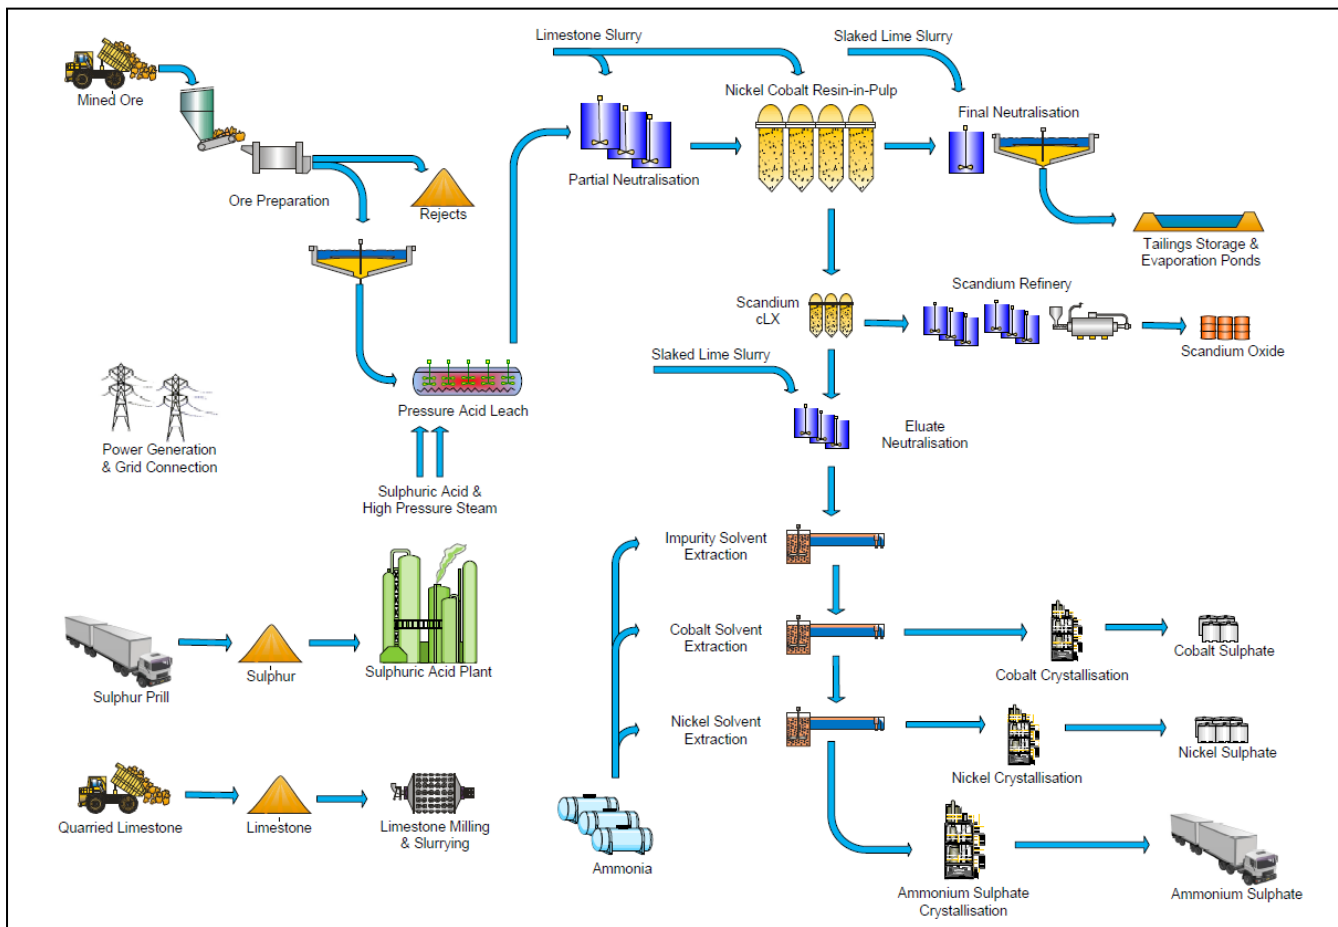 Limestone Slurry
Slaked Lime Slurry
Mined Ore
Nickel Cobalt Resin-in-Pulp
Final Neutralisation
Partial Neutralisation
Ore Preparation
Rejects
Tailings Storage &
Evaporation Ponds
Scandium Refinery
Scandium
cLX
Scandium Oxide
Slaked Lime Slurry
Pressure Acid Leach
Eluate
Neutralisation
Power Generation
& Grid Connection
Sulphuric Acid &
High Pressure Steam
Impurity Solvent
Extraction
Cobalt Solvent
Extraction
Cobalt Sulphate
Cobalt Crystallisation
Sulphur Prill
Sulphur
Sulphuric Acid Plant
Nickel Solvent
Extraction
Nickel Sulphate
Nickel Crystallisation
Quarried Limestone
Limestone
Limestone Milling
& Slurrying
Ammonia
Ammonium Sulphate
Crystallisation
Ammonium Sulphate